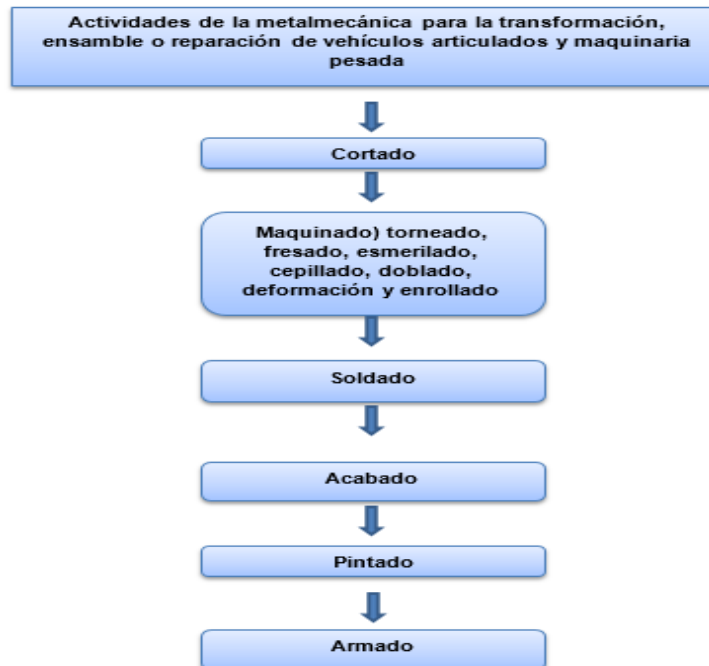 Actividades de la metalmecánica para la transformación,
ensamble o reparación de vehículos articulados y maquinaria
pesada
Cortado
Maquinado) torneado,
fresado, esmerilado,
cepillado, doblado,
deformación y enrollado
Soldado
Acabado
Pintado
Armado